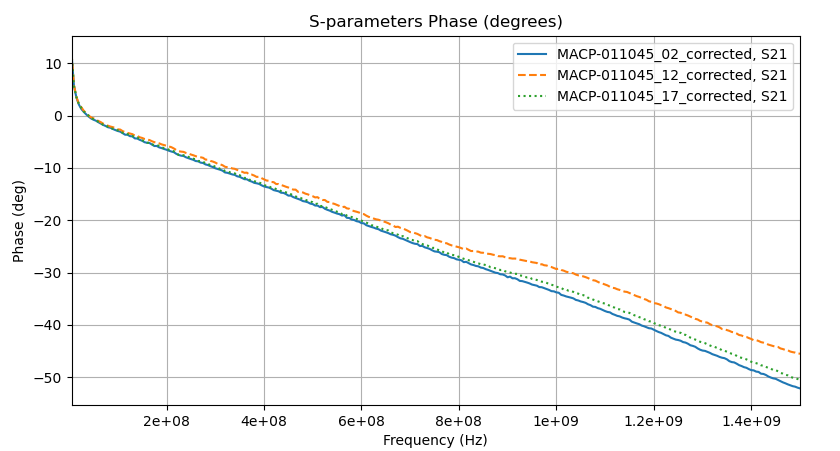 S-parameters Phase (degrees)
MACP-011045_02_corrected, S21
MACP-011045_12_corrected, S21
MACP-011045_17_corrected, S21
Phase (deg)
10
0
−10
−20
−30
−40
−50
2e+08
4e+08
6e+08
8e+08
1e+09
1.2e+09
1.4e+09
Frequency (Hz)